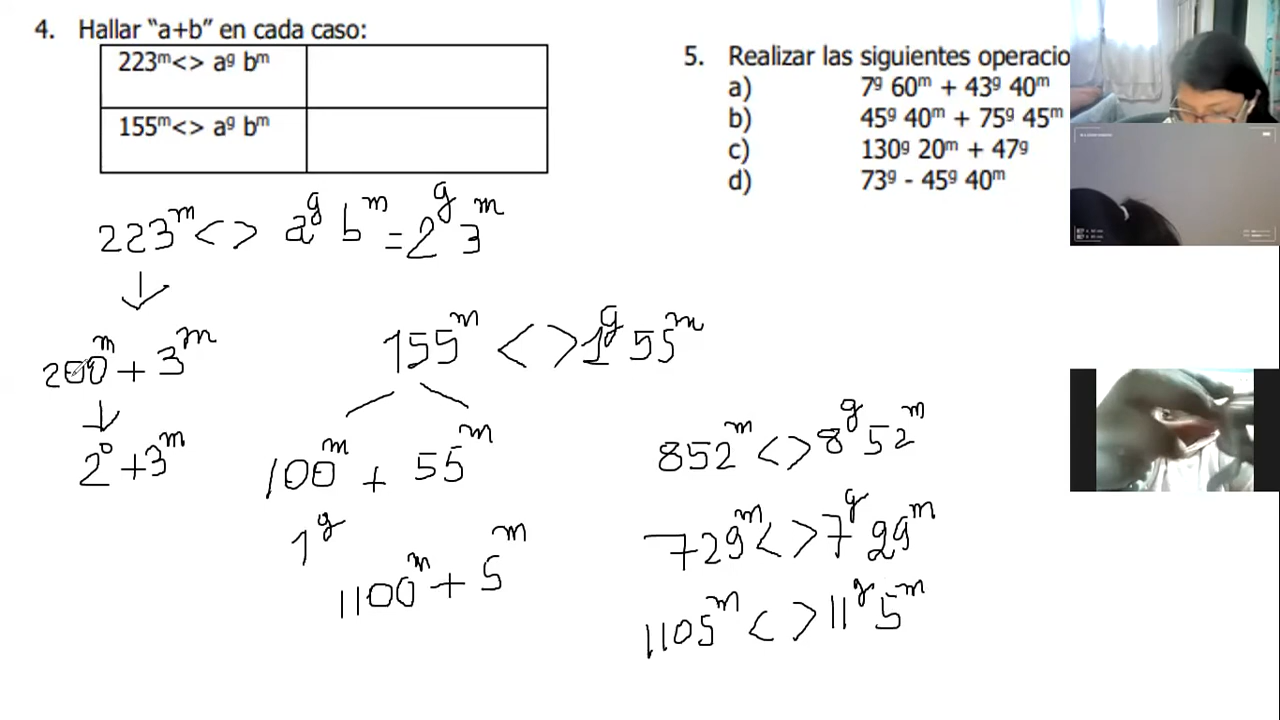 4. Hallar “a+b” en cada caso:
223ᵐ<> aᵍ bᵐ
155ᵐ<> aᵍ bᵐ
5. Realizar las siguientes operacio
a) 7ᵍ 60ᵐ + 43ᵍ 40ᵐ
b) 45ᵍ 40ᵐ + 75ᵍ 45ᵐ
c) 130ᵍ 20ᵐ + 47ᵍ
d) 73ᵍ - 45ᵍ 40ᵐ
223ᵐ <> aᵍ bᵐ = 2ᵍ 3ᵐ
200ᵐ + 3ᵐ
2° + 3ᵐ
155ᵐ <> 1ᵍ 55ᵐ
100ᵐ + 55ᵐ
1ᵍ
1100ᵐ + 5ᵐ
852ᵐ <> 8ᵍ 52ᵐ
729ᵐ <> 7ᵍ 29ᵐ
1105ᵐ <> 11ᵍ 5ᵐ